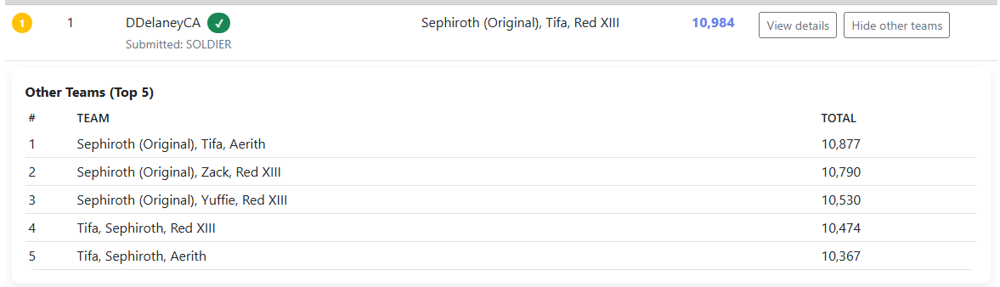 1 1 DDelaneyCA ✓ Sephiroth (Original), Tifa, Red XIII 10,984 View details Hide other teams
Submitted: SOLDIER
Other Teams (Top 5)
# TEAM TOTAL
1 Sephiroth (Original), Tifa, Aerith 10,877
2 Sephiroth (Original), Zack, Red XIII 10,790
3 Sephiroth (Original), Yuffie, Red XIII 10,530
4 Tifa, Sephiroth, Red XIII 10,474
5 Tifa, Sephiroth, Aerith 10,367